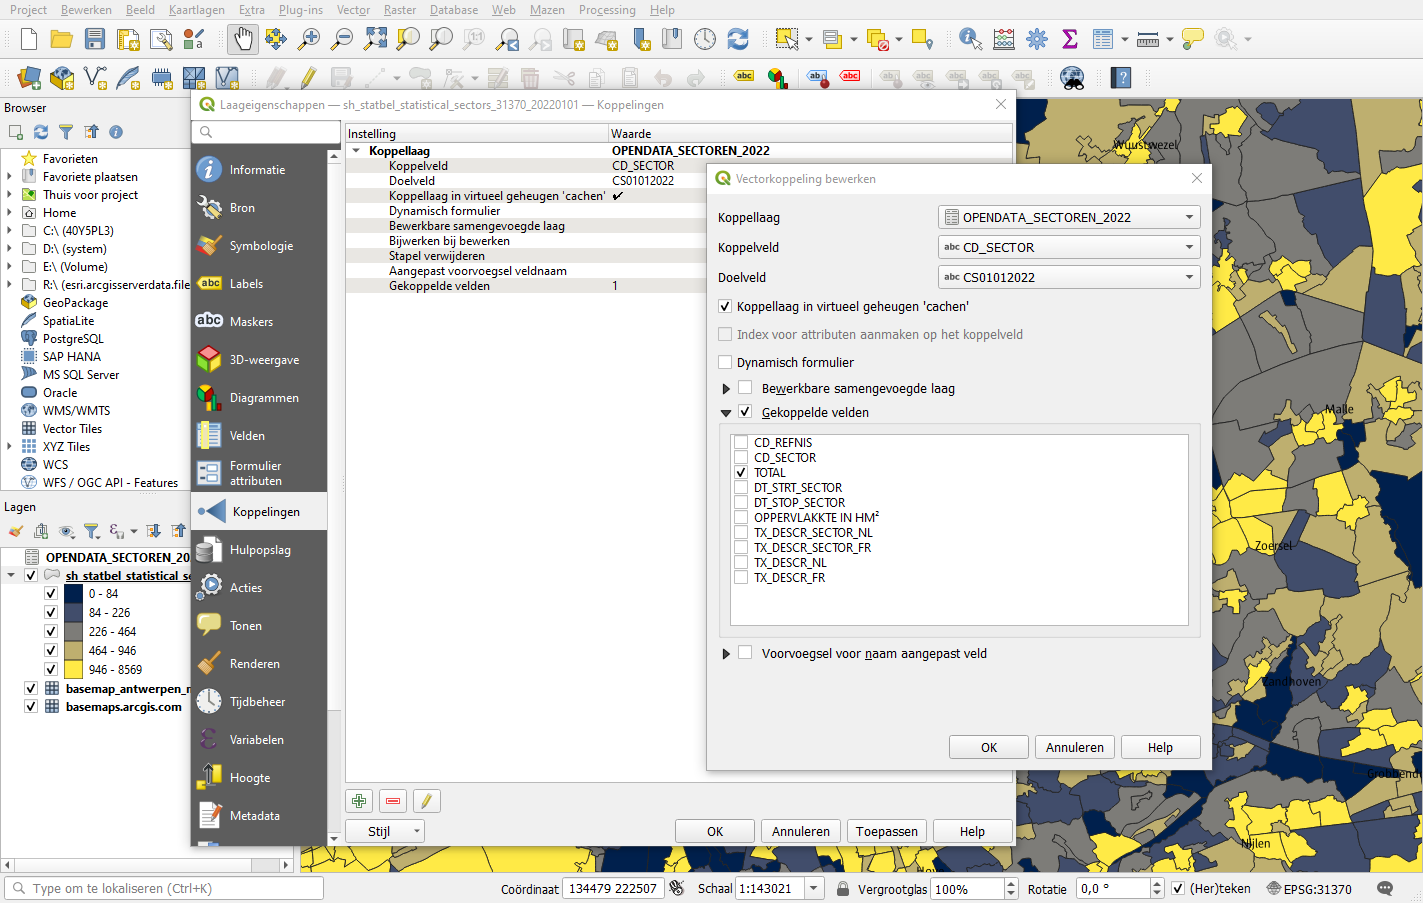 Project Bewerken Beeld Kaartlagen Extra Plug-ins Vector Raster Database Web Mazen Processing Help
Browser
Favorieten
Favoriete plaatsen
Thuis voor project
Home
C:\ (40Y5PL3)
D:\ (system)
E:\ (Volume)
R:\ (esri.arcgisserverdata.file
GeoPackage
SpatiaLite
PostgreSQL
SAP HANA
MS SQL Server
Oracle
WMS/WMTS
Vector Tiles
XYZ Tiles
WCS
WFS / OGC API - Features
Lagen
OPENDATA_SECTOREN_20
sh_statbel_statistical_se
0 - 84
84 - 226
226 - 464
464 - 946
946 - 8569
basemap_antwerpen_n
basemaps.arcgis.com
Laageigenschappen — sh_statbel_statistical_sectors_31370_20220101 — Koppelingen
Informatie
Bron
Symbologie
Labels
Maskers
3D-weergave
Diagrammen
Velden
Formulier
attributen
Koppelingen
Hulpopslag
Acties
Tonen
Renderen
Tijdbeheer
Variabelen
Hoogte
Metadata
Instelling Waarde
Koppellaag OPENDATA_SECTOREN_2022
Koppelveld CD_SECTOR
Doelveld CS01012022
Koppellaag in virtueel geheugen 'cachen' ✔
Dynamisch formulier
Bewerkbare samengevoegde laag
Bijwerken bij bewerken
Stapel verwijderen
Aangepast voorvoegsel veldnaam
Gekoppelde velden 1
Stijl OK Annuleren Toepassen Help
Vectorkoppeling bewerken
Koppellaag OPENDATA_SECTOREN_2022
Koppelveld abc CD_SECTOR
Doelveld abc CS01012022
Koppellaag in virtueel geheugen 'cachen'
Index voor attributen aanmaken op het koppelveld
Dynamisch formulier
Bewerkbare samengevoegde laag
Gekoppelde velden
CD_REFNIS
CD_SECTOR
TOTAL
DT_STRT_SECTOR
DT_STOP_SECTOR
OPPERVLAKKTE IN HM²
TX_DESCR_SECTOR_NL
TX_DESCR_SECTOR_FR
TX_DESCR_NL
TX_DESCR_FR
Voorvoegsel voor naam aangepast veld
OK Annuleren Help
Wuustwezel
Malle
Zoersel
Zandhoven
Grobbend
Nijlen
Type om te lokaliseren (Ctrl+K) Coördinaat 134479 222507 Schaal 1:143021 Vergrootglas 100% Rotatie 0,0 ° (Her)teken EPSG:31370